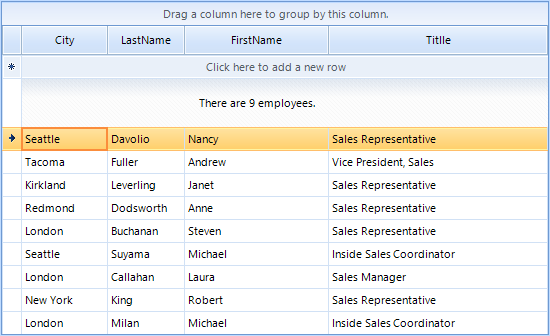 Drag a column here to group by this column.
City LastName FirstName Titlle
Click here to add a new row
There are 9 employees.
Seattle Davolio Nancy Sales Representative
Tacoma Fuller Andrew Vice President, Sales
Kirkland Leverling Janet Sales Representative
Redmond Dodsworth Anne Sales Representative
London Buchanan Steven Sales Representative
Seattle Suyama Michael Inside Sales Coordinator
London Callahan Laura Sales Manager
New York King Robert Sales Representative
London Milan Michael Inside Sales Coordinator